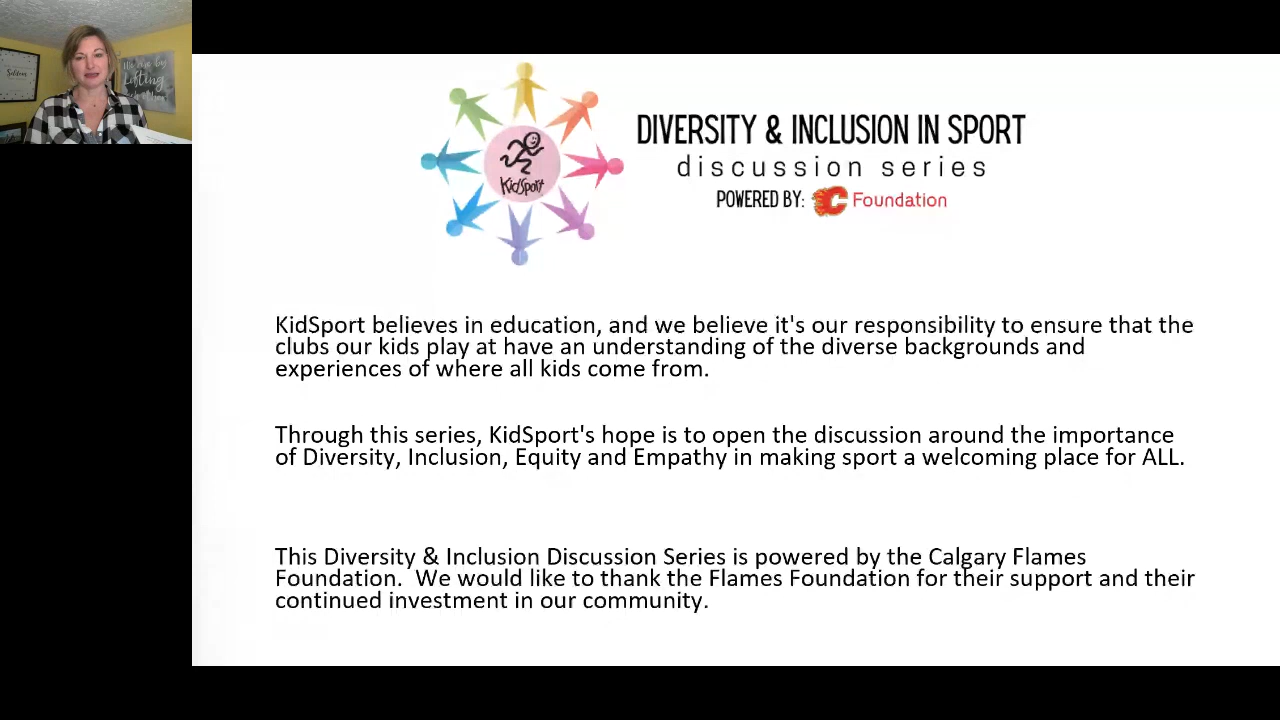 We rise by
Lifting
KidSport
DIVERSITY & INCLUSION IN SPORT
discussion series
POWERED BY: C Foundation
KidSport believes in education, and we believe it's our responsibility to ensure that the
clubs our kids play at have an understanding of the diverse backgrounds and
experiences of where all kids come from.
Through this series, KidSport's hope is to open the discussion around the importance
of Diversity, Inclusion, Equity and Empathy in making sport a welcoming place for ALL.
This Diversity & Inclusion Discussion Series is powered by the Calgary Flames
Foundation.  We would like to thank the Flames Foundation for their support and their
continued investment in our community.